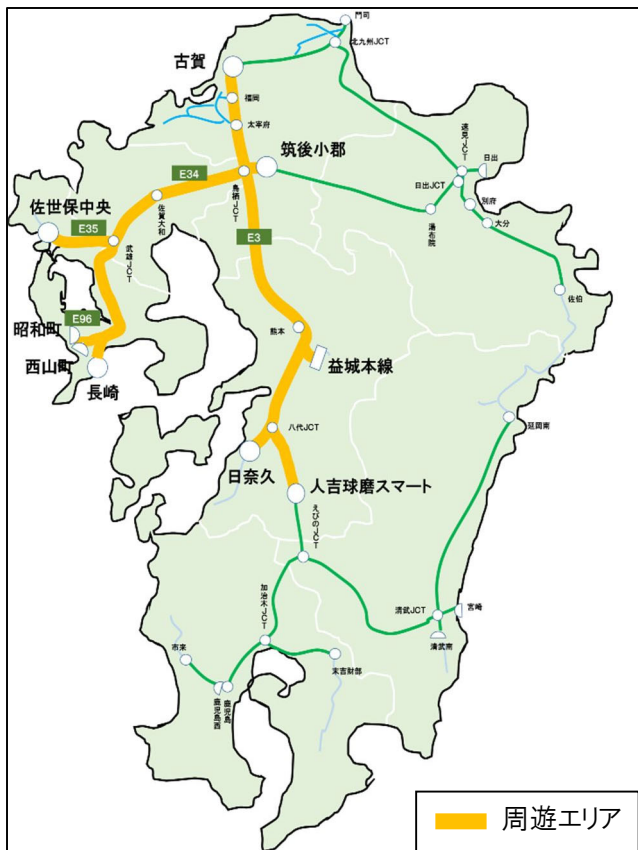 門司
北九州JCT
古賀
福岡
太宰府
筑後小郡
速見JCT
日出
E34
鳥栖JCT
日出JCT
別府
佐世保中央
佐賀大和
湯布院
大分
E35
武雄JCT
E3
佐伯
昭和町
E96
熊本
西山町
益城本線
長崎
延岡南
八代JCT
日奈久
人吉球磨スマート
えびのJCT
加治木JCT
清武JCT
宮崎
市来
末吉財部
清武南
鹿児島西
鹿児島
周遊エリア